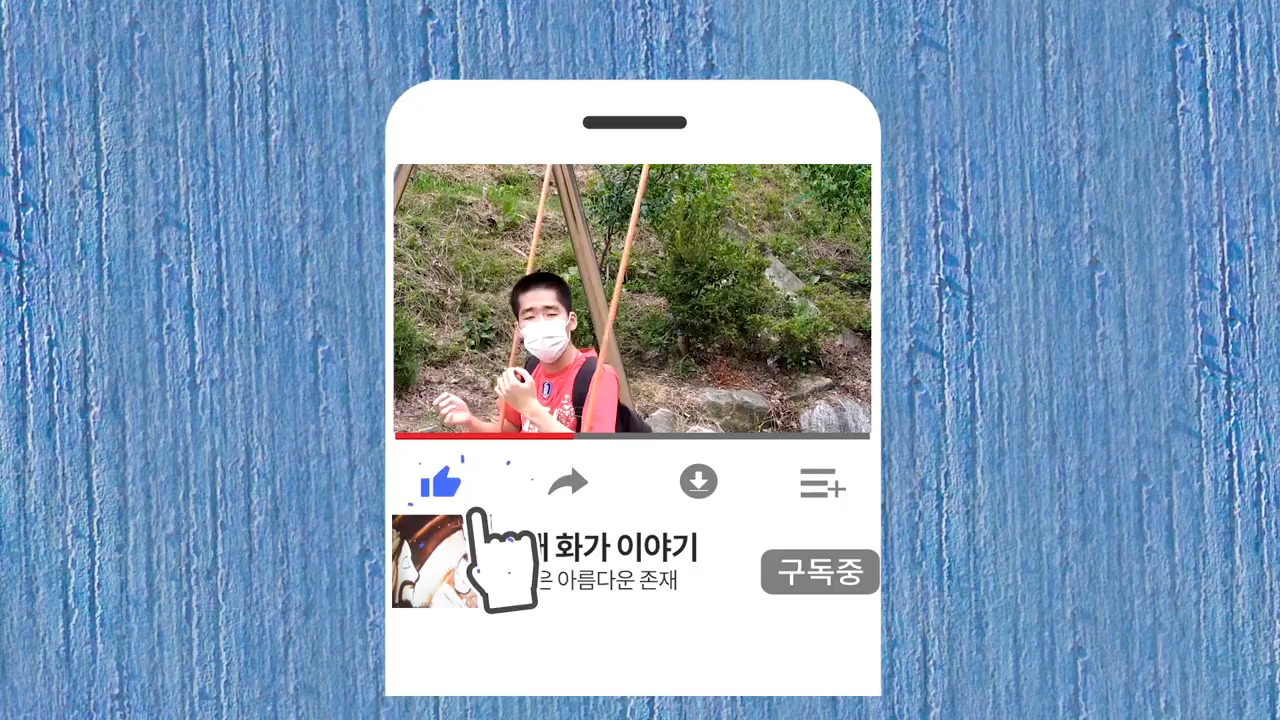 화가 이야기
아름다운 존재
구독중